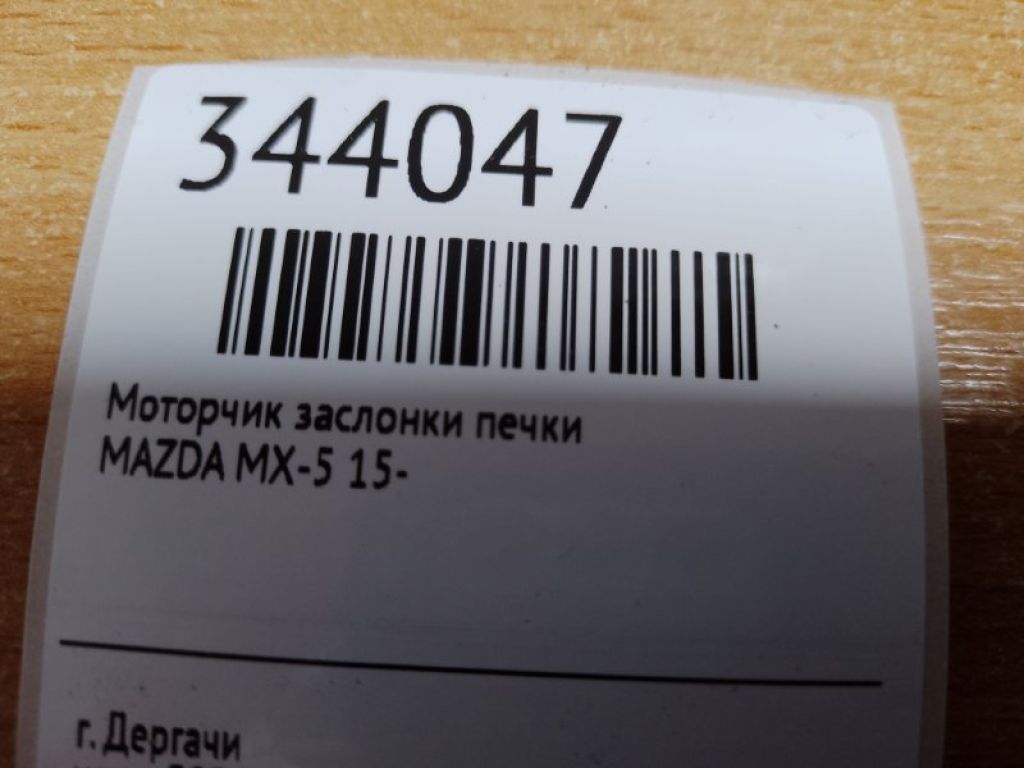 344047
Моторчик заслонки печки
MAZDA MX-5 15-
г. Дергачи